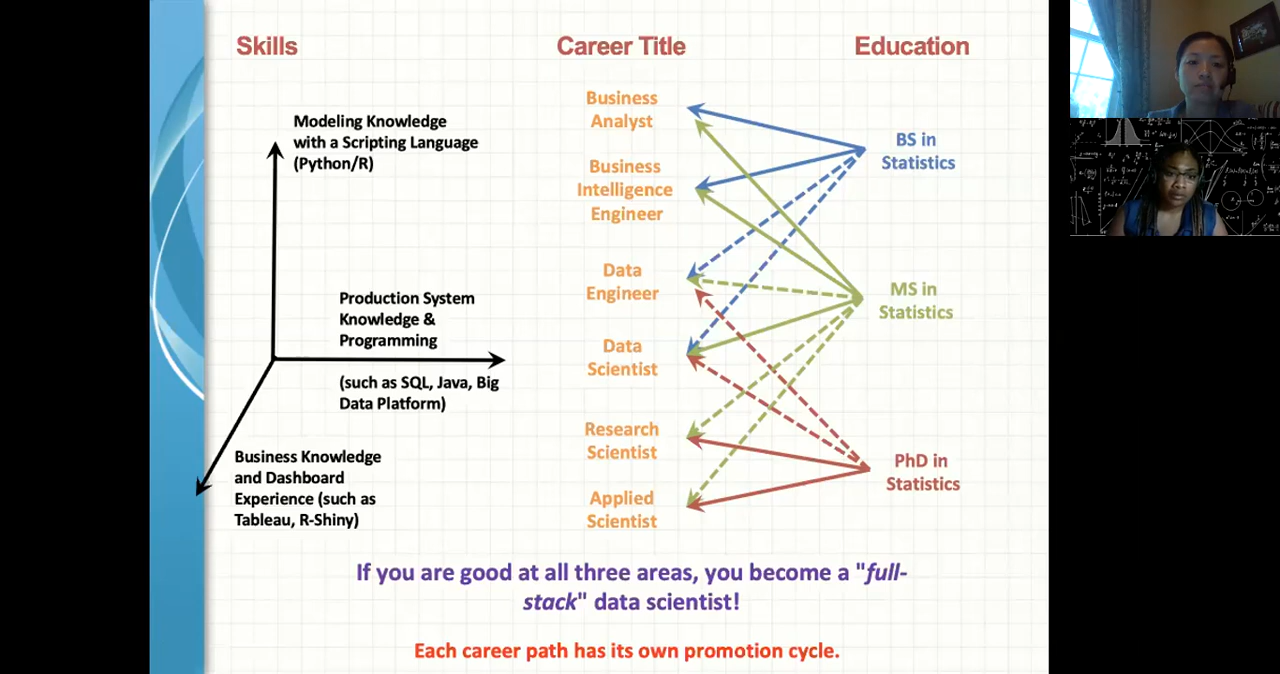 Skills
Career Title
Education
Modeling Knowledge
with a Scripting Language
(Python/R)
Production System
Knowledge &
Programming
(such as SQL, Java, Big
Data Platform)
Business Knowledge
and Dashboard
Experience (such as
Tableau, R-Shiny)
Business
Analyst
Business
Intelligence
Engineer
Data
Engineer
Data
Scientist
Research
Scientist
Applied
Scientist
BS in
Statistics
MS in
Statistics
PhD in
Statistics
If you are good at all three areas, you become a "full-
stack" data scientist!
Each career path has its own promotion cycle.